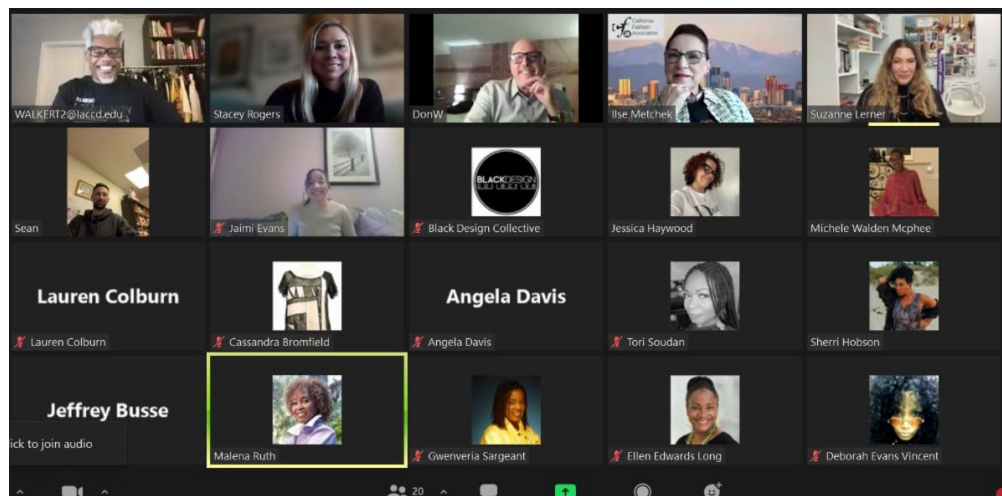 California
Fashion
Association
WALKERT2@laccd.edu
Stacey Rogers
DonW
Ilse Metchek
Suzanne Lerner
Sean
Jaimi Evans
BLACKDESIGN
COLLECTIVE
Black Design Collective
Jessica Haywood
Michele Walden Mcphee
Lauren Colburn
Angela Davis
Lauren Colburn
Cassandra Bromfield
Angela Davis
Tori Soudan
Sherri Hobson
Jeffrey Busse
ick to join audio
Malena Ruth
Gwenveria Sargeant
Ellen Edwards Long
Deborah Evans Vincent
20